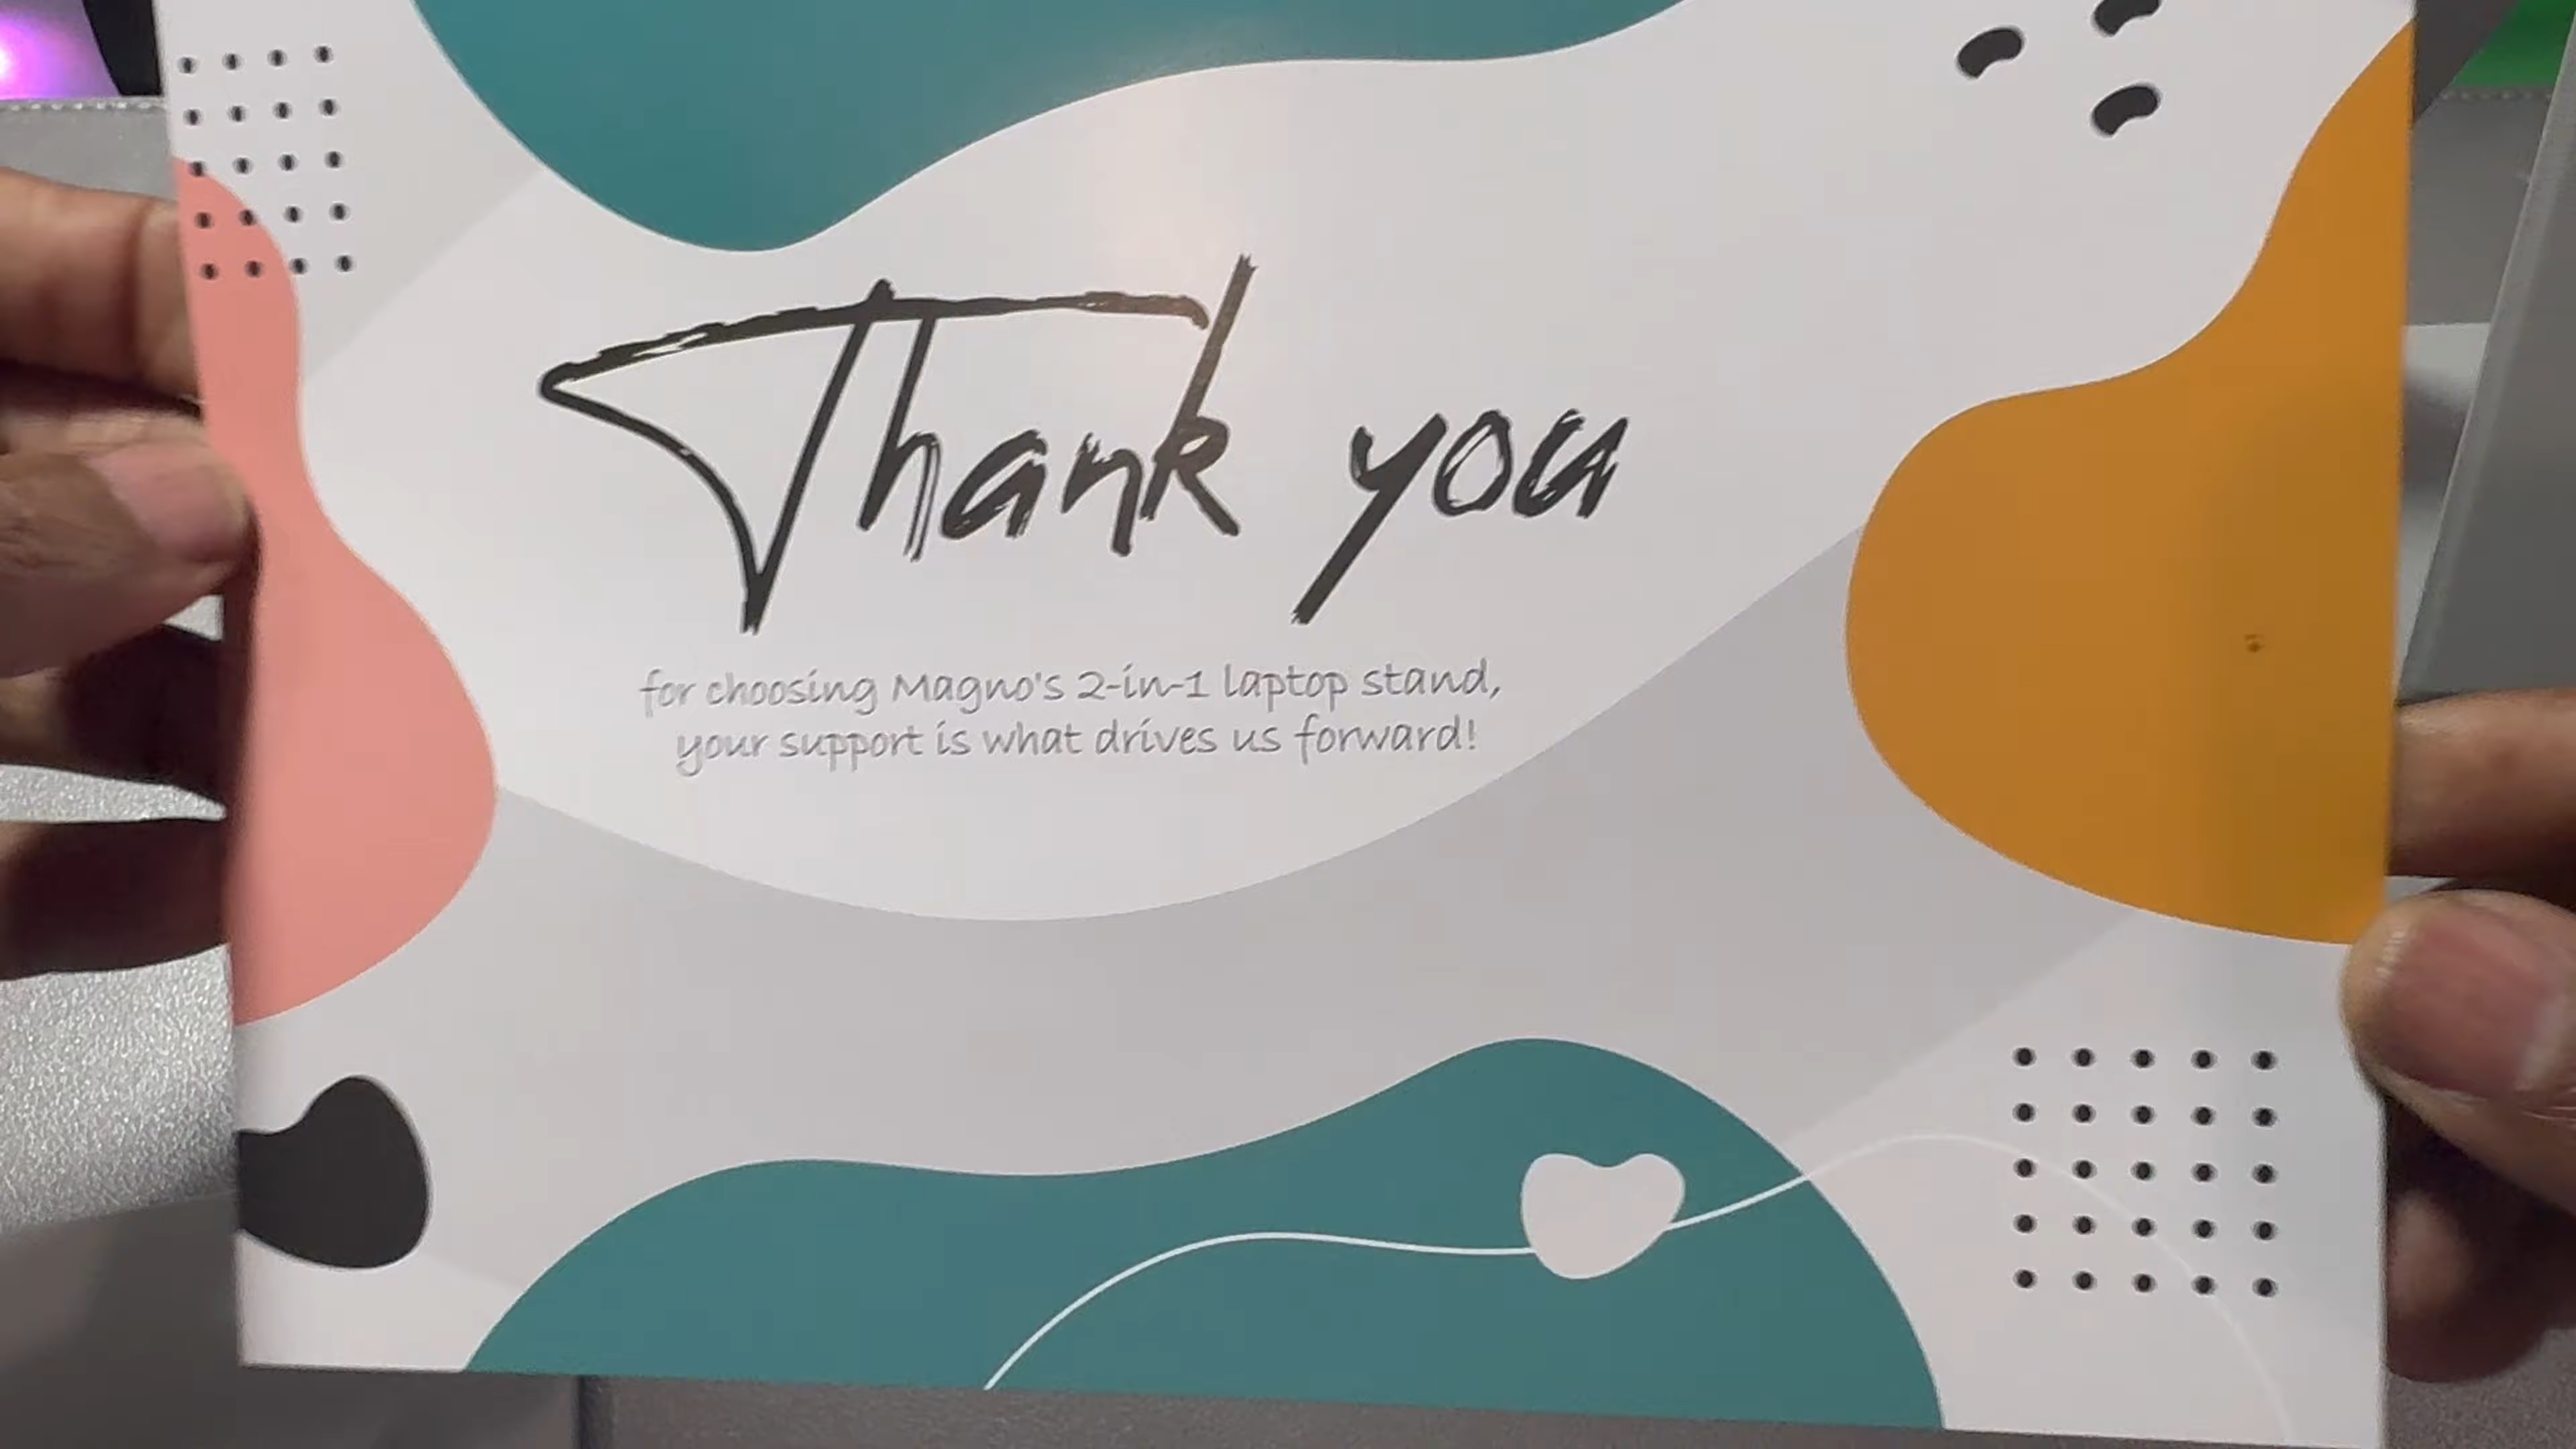 Thank you
for choosing Magno's 2-in-1 laptop stand,
your support is what drives us forward!